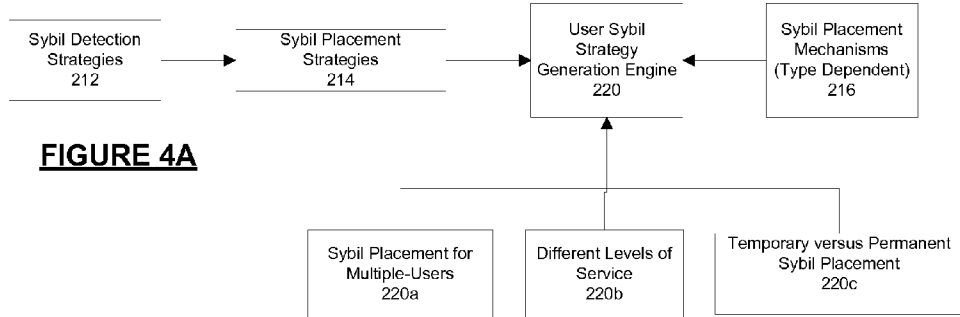 Sybil Detection
Strategies
212
Sybil Placement
Strategies
214
User Sybil
Strategy
Generation Engine
220
Sybil Placement
Mechanisms
(Type Dependent)
216
FIGURE 4A
Sybil Placement for
Multiple-Users
220a
Different Levels of
Service
220b
Temporary versus Permanent
Sybil Placement
220c